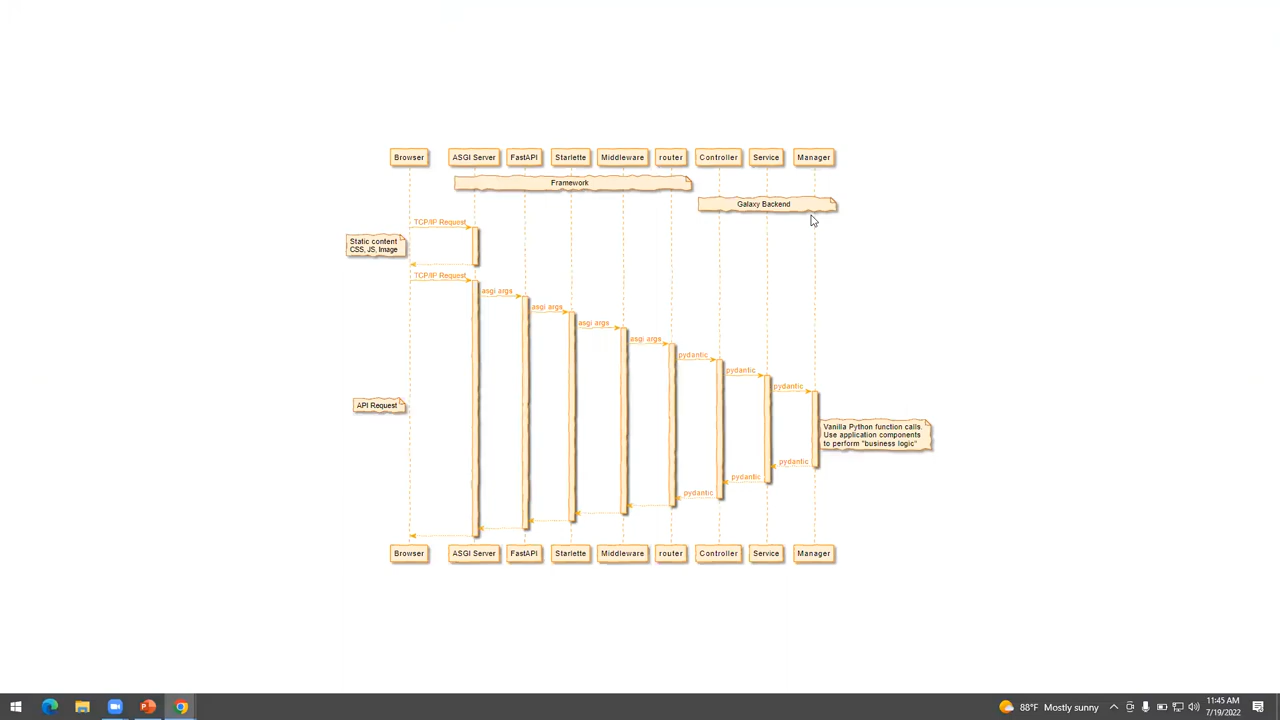 Browser
ASGI Server
FastAPI
Starlette
Middleware
router
Controller
Service
Manager
Framework
Galaxy Backend
TCP/IP Request
Static content
CSS, JS, Image
TCP/IP Request
asgi args
asgi args
asgi args
asgi args
pydantic
pydantic
pydantic
API Request
Vanilla Python function calls.
Use application components
to perform "business logic"
pydantic
pydantic
pydantic
Browser
ASGI Server
FastAPI
Starlette
Middleware
router
Controller
Service
Manager
88°F Mostly sunny
11:45 AM
7/19/2022